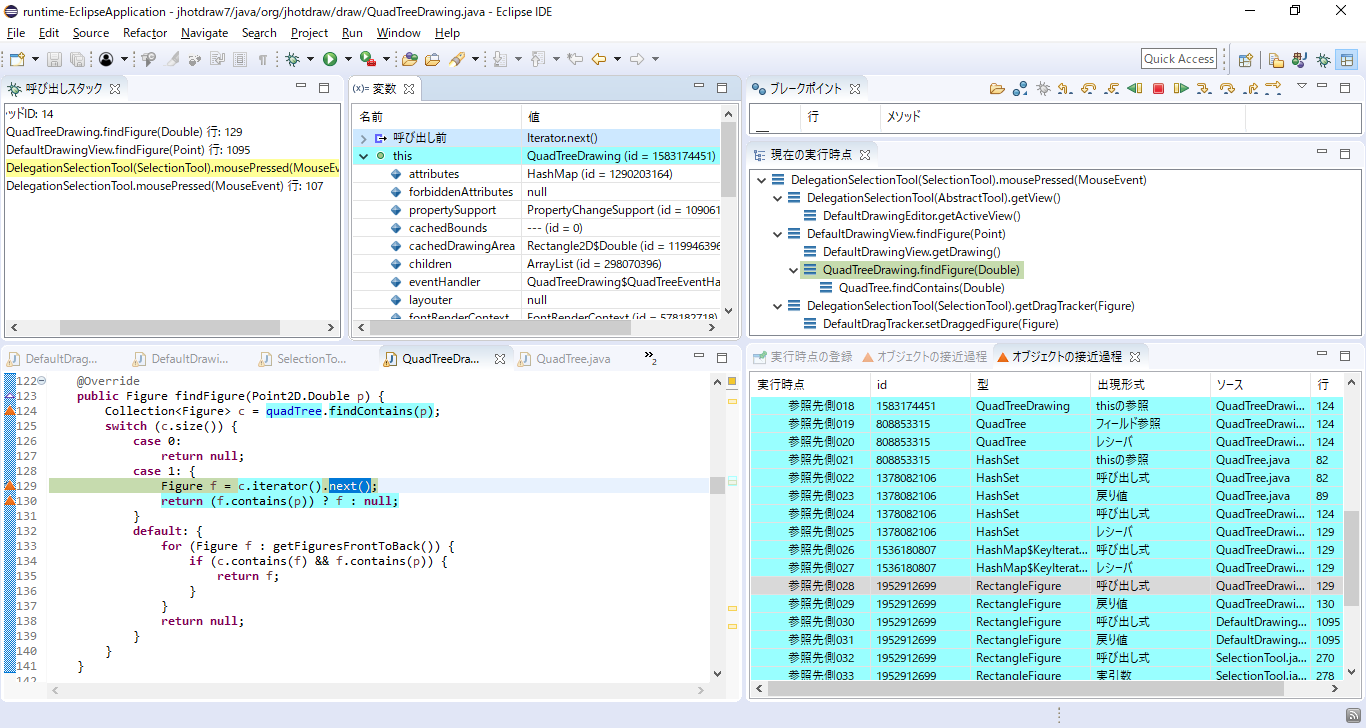 runtime-EclipseApplication - jhotdraw7/java/org/jhotdraw/draw/QuadTreeDrawing.java - Eclipse IDE
File Edit Source Refactor Navigate Search Project Run Window Help
Quick Access
呼び出しスタック
ッドID: 14
QuadTreeDrawing.findFigure(Double) 行: 129
DefaultDrawingView.findFigure(Point) 行: 1095
DelegationSelectionTool(SelectionTool).mousePressed(MouseEv
DelegationSelectionTool.mousePressed(MouseEvent) 行: 107
(x)= 変数
名前 値
呼び出し前 Iterator.next()
this QuadTreeDrawing (id = 1583174451)
attributes HashMap (id = 1290203164)
forbiddenAttributes null
propertySupport PropertyChangeSupport (id = 109061
cachedBounds --- (id = 0)
cachedDrawingArea Rectangle2D$Double (id = 119946396
children ArrayList (id = 298070396)
eventHandler QuadTreeDrawing$QuadTreeEventHa
layouter null
fontRenderContext FontRenderContext (id = 578182718)
ブレークポイント
行 メソッド
現在の実行時点
DelegationSelectionTool(SelectionTool).mousePressed(MouseEvent)
DelegationSelectionTool(AbstractTool).getView()
DefaultDrawingEditor.getActiveView()
DefaultDrawingView.findFigure(Point)
DefaultDrawingView.getDrawing()
QuadTreeDrawing.findFigure(Double)
QuadTree.findContains(Double)
DelegationSelectionTool(SelectionTool).getDragTracker(Figure)
DefaultDragTracker.setDraggedFigure(Figure)
DefaultDrag... DefaultDrawi... SelectionTo... QuadTreeDra... QuadTree.java »2
122 @Override
123 public Figure findFigure(Point2D.Double p) {
124 Collection<Figure> c = quadTree.findContains(p);
125 switch (c.size()) {
126 case 0:
127 return null;
128 case 1: {
129 Figure f = c.iterator().next();
130 return (f.contains(p)) ? f : null;
131 }
132 default: {
133 for (Figure f : getFiguresFrontToBack()) {
134 if (c.contains(f) && f.contains(p)) {
135 return f;
136 }
137 }
138 return null;
139 }
140 }
141 }
142
実行時点の登録 オブジェクトの接近過程 オブジェクトの接近過程
実行時点 id 型 出現形式 ソース 行
参照先側018 1583174451 QuadTreeDrawing thisの参照 QuadTreeDrawi... 124
参照先側019 808853315 QuadTree フィールド参照 QuadTreeDrawi... 124
参照先側020 808853315 QuadTree レシーバ QuadTreeDrawi... 124
参照先側021 808853315 HashSet thisの参照 QuadTree.java 82
参照先側022 1378082106 HashSet 呼び出し式 QuadTree.java 82
参照先側023 1378082106 HashSet 戻り値 QuadTree.java 89
参照先側024 1378082106 HashSet 呼び出し式 QuadTreeDrawi... 124
参照先側025 1378082106 HashSet レシーバ QuadTreeDrawi... 129
参照先側026 1536180807 HashMap$KeyIterat... 呼び出し式 QuadTreeDrawi... 129
参照先側027 1536180807 HashMap$KeyIterat... レシーバ QuadTreeDrawi... 129
参照先側028 1952912699 RectangleFigure 呼び出し式 QuadTreeDrawi... 129
参照先側029 1952912699 RectangleFigure 戻り値 QuadTreeDrawi... 130
参照先側030 1952912699 RectangleFigure 呼び出し式 DefaultDrawing... 1095
参照先側031 1952912699 RectangleFigure 戻り値 DefaultDrawing... 1095
参照先側032 1952912699 RectangleFigure 呼び出し式 SelectionTool.ja... 270
参照先側033 1952912699 RectangleFigure 実引数 SelectionTool.ja... 278